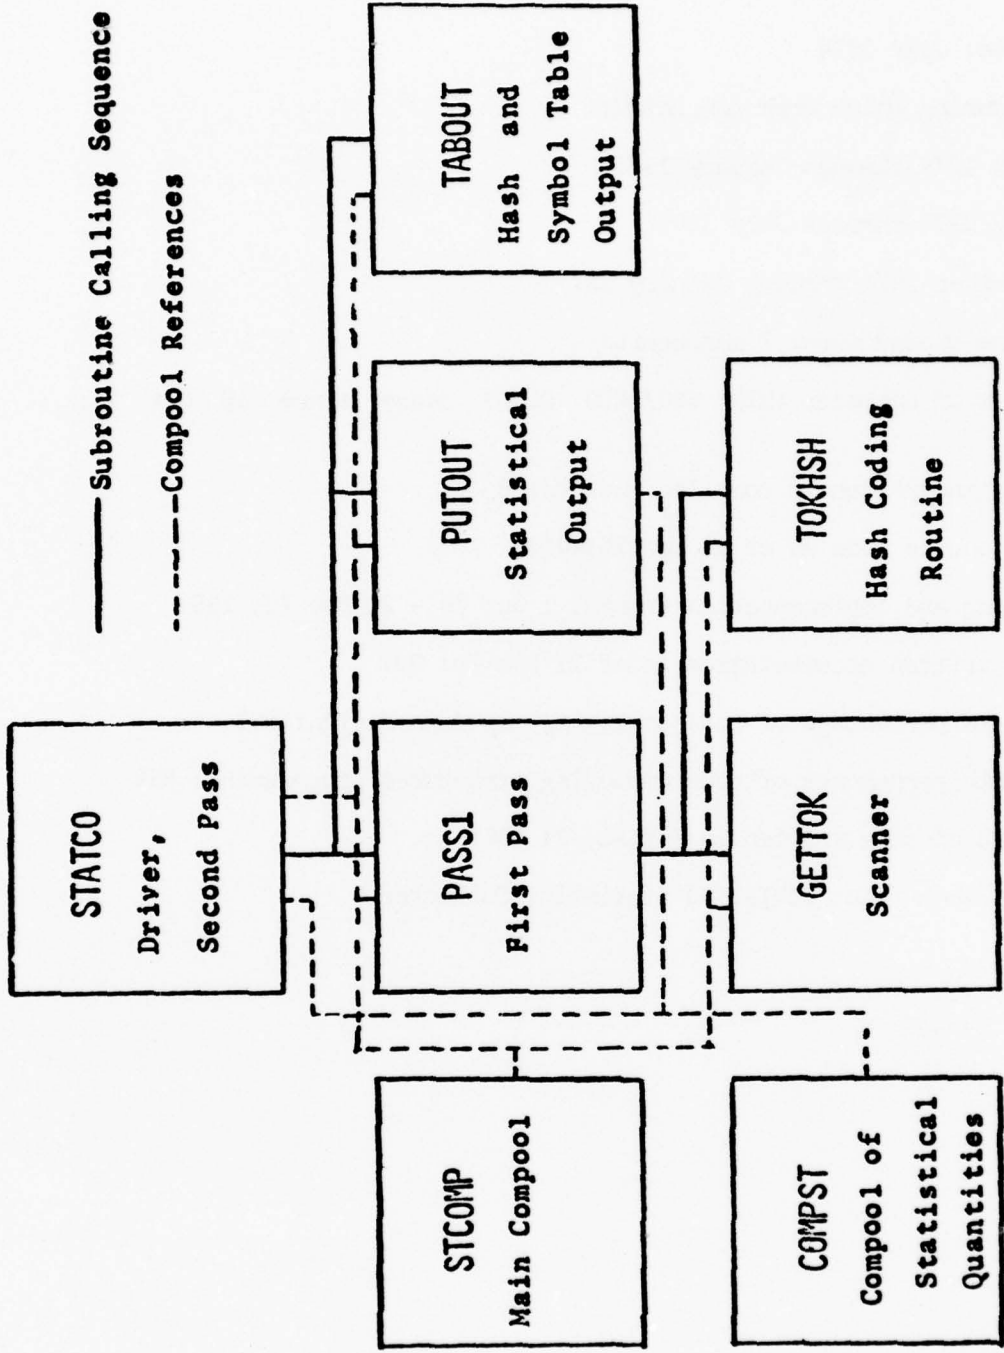 Subroutine Calling Sequence
Compool References
STATCO
Driver,
Second Pass
STCOMP
Main Compool
PASS1
First Pass
PUTOUT
Statistical
Output
TABOUT
Hash and
Symbol Table
Output
COMPST
Compool of
Statistical
Quantities
GETTOK
Scanner
TOKHSH
Hash Coding
Routine